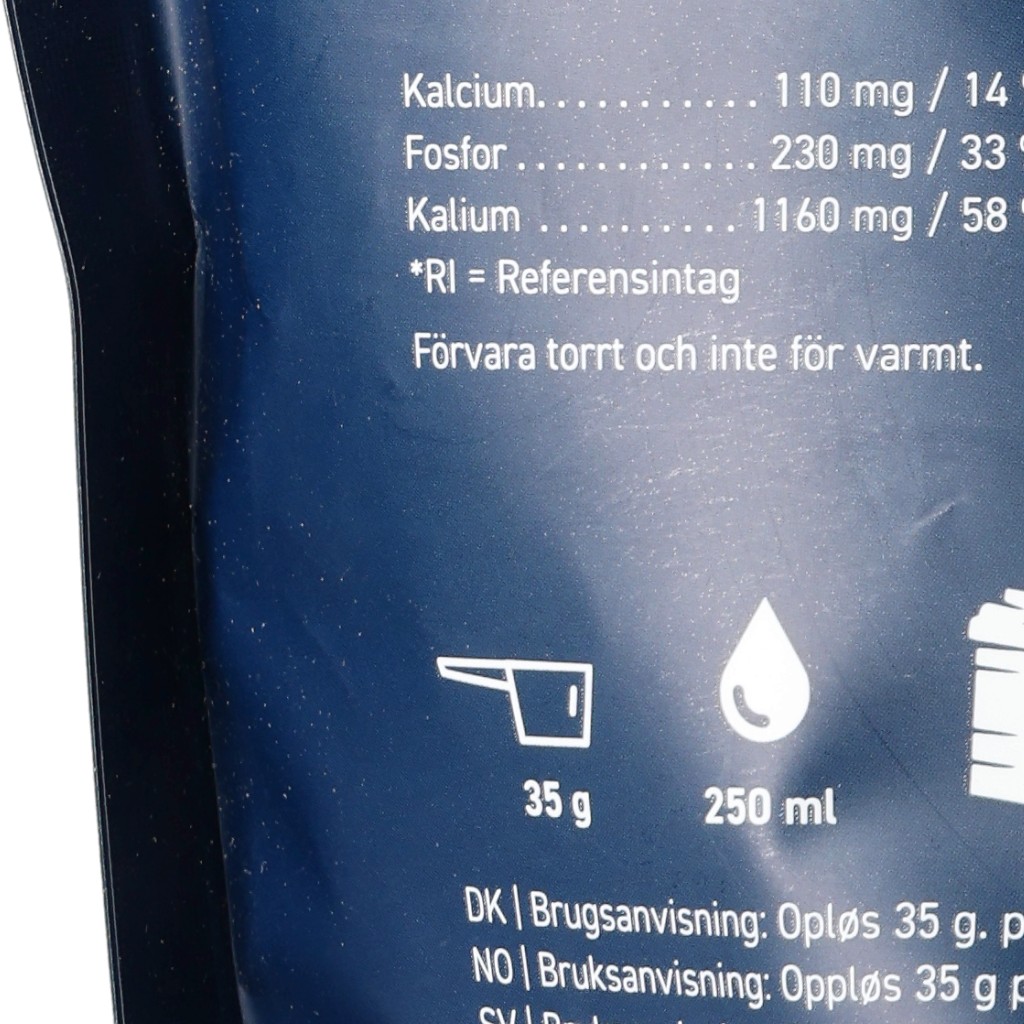 Kalcium........... 110 mg / 14
Fosfor ............ 230 mg / 33
Kalium .......... 1160 mg / 58
*RI = Referensintag
Förvara torrt och inte för varmt.
35 g
250 ml
DK | Brugsanvisning: Opløs 35 g. p
NO | Bruksanvisning: Oppløs 35 g p
SV |